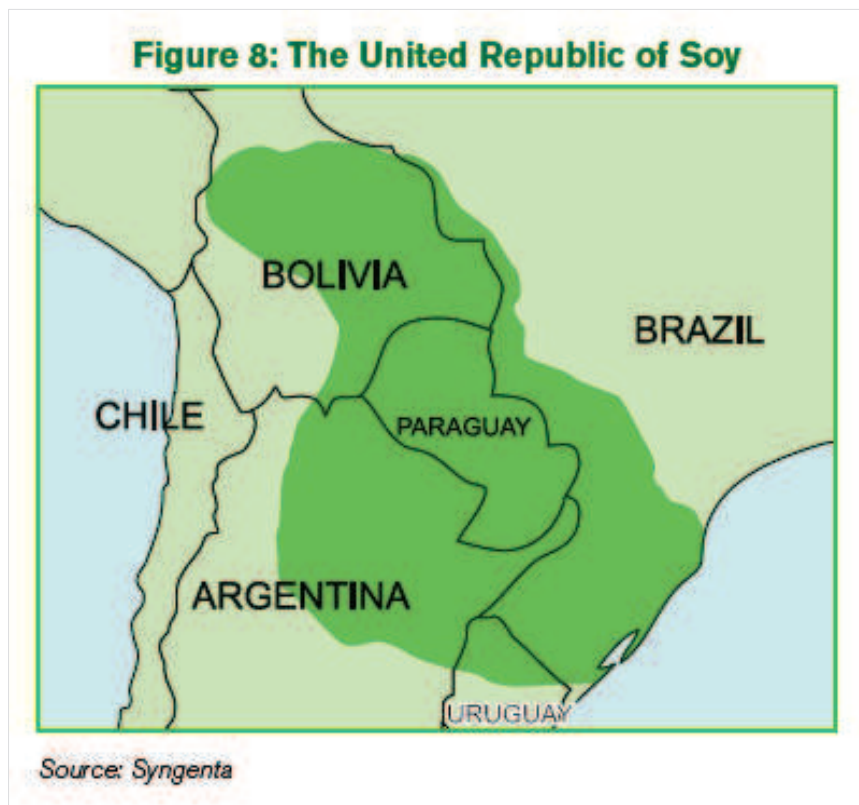 Figure 8: The United Republic of Soy
BOLIVIA
BRAZIL
CHILE
PARAGUAY
ARGENTINA
URUGUAY
Source: Syngenta